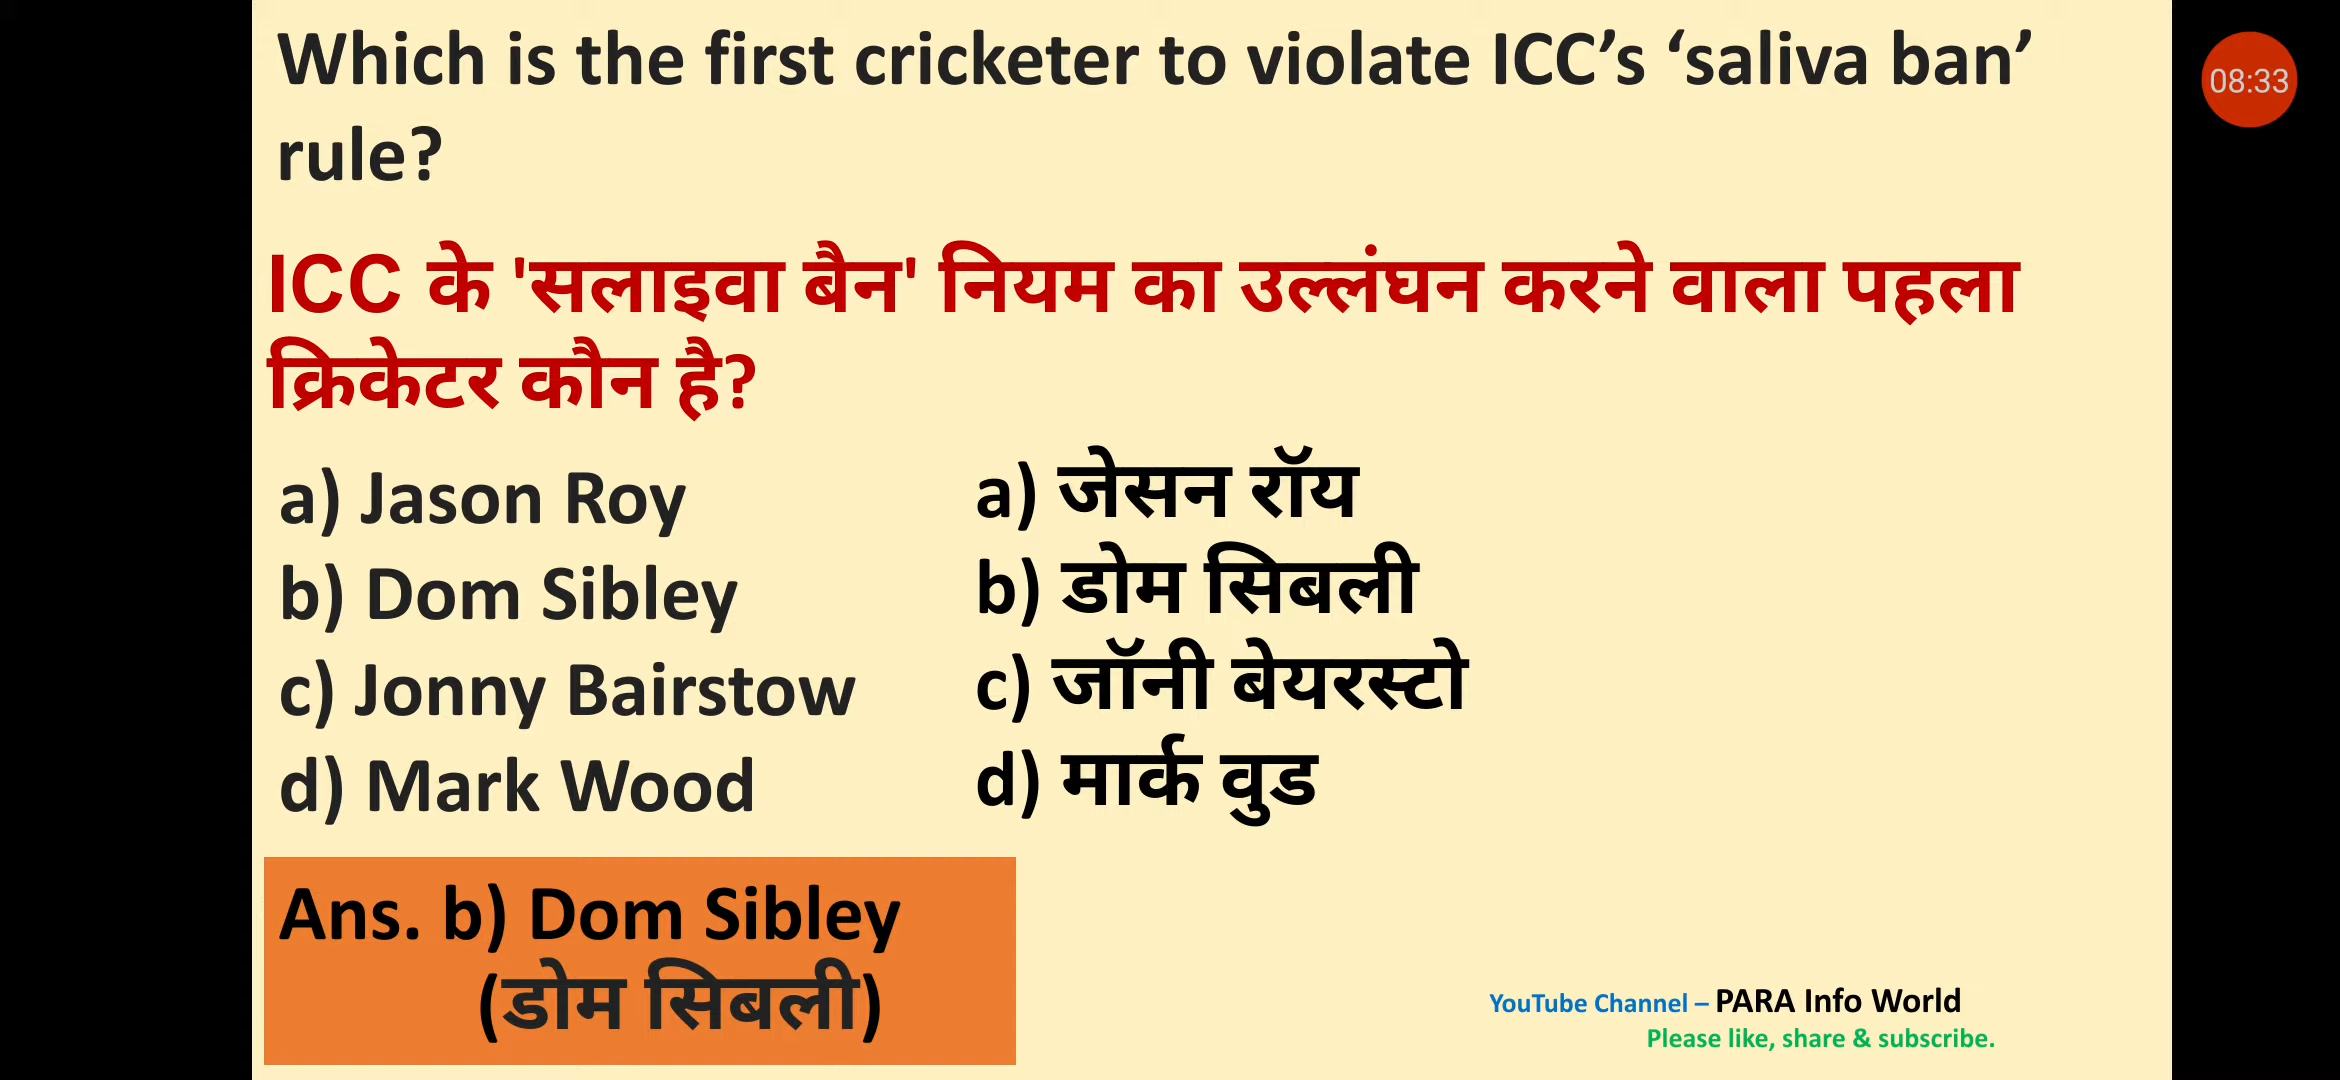 Which is the first cricketer to violate ICC’s ‘saliva ban’
rule?
08:33
ICC के 'सलाइवा बैन' नियम का उल्लंघन करने वाला पहला
क्रिकेटर कौन है?
a) Jason Roy
b) Dom Sibley
c) Jonny Bairstow
d) Mark Wood
a) जेसन रॉय
b) डोम सिबली
c) जॉनी बेयरस्टो
d) मार्क वुड
Ans. b) Dom Sibley
(डोम सिबली)
YouTube Channel – PARA Info World
Please like, share & subscribe.